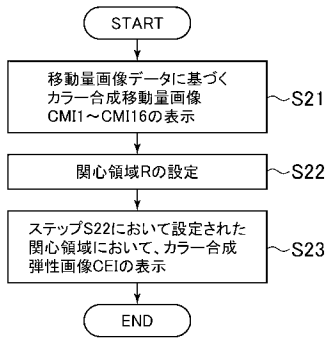 START
移動量画像データに基づく
カラー合成移動量画像
CMI1～CMI16の表示
S21
関心領域Rの設定
S22
ステップS22において設定された
関心領域において、カラー合成
弾性画像CEIの表示
S23
END